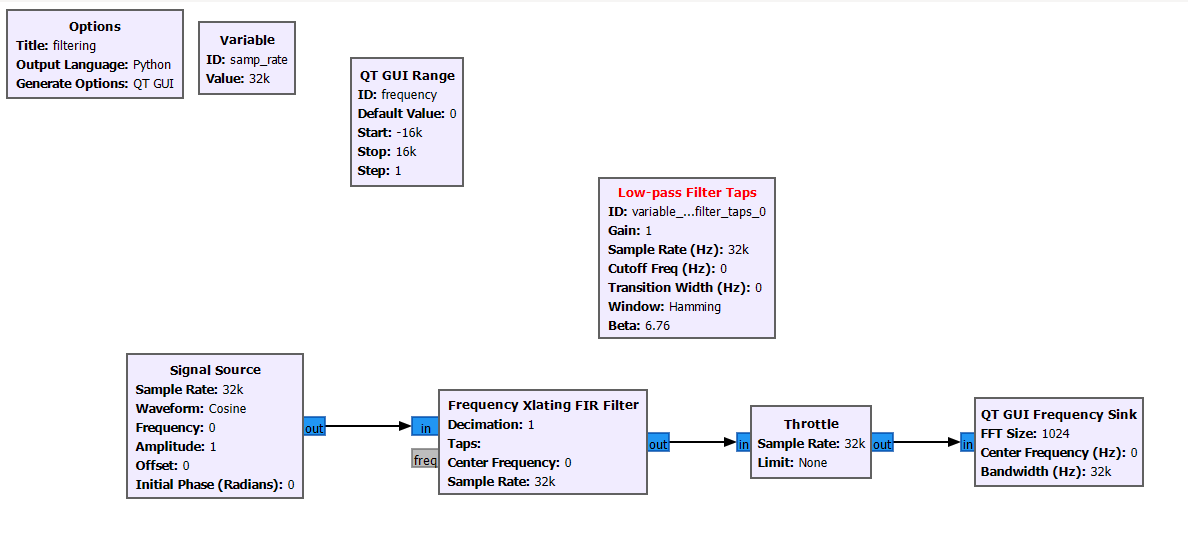 Options
Title: filtering
Output Language: Python
Generate Options: QT GUI
Variable
ID: samp_rate
Value: 32k
QT GUI Range
ID: frequency
Default Value: 0
Start: -16k
Stop: 16k
Step: 1
Low-pass Filter Taps
ID: variable_...filter_taps_0
Gain: 1
Sample Rate (Hz): 32k
Cutoff Freq (Hz): 0
Transition Width (Hz): 0
Window: Hamming
Beta: 6.76
Signal Source
Sample Rate: 32k
Waveform: Cosine
Frequency: 0
Amplitude: 1
Offset: 0
Initial Phase (Radians): 0
out
in
freq
Frequency Xlating FIR Filter
Decimation: 1
Taps:
Center Frequency: 0
Sample Rate: 32k
out
in
Throttle
Sample Rate: 32k
Limit: None
out
in
QT GUI Frequency Sink
FFT Size: 1024
Center Frequency (Hz): 0
Bandwidth (Hz): 32k